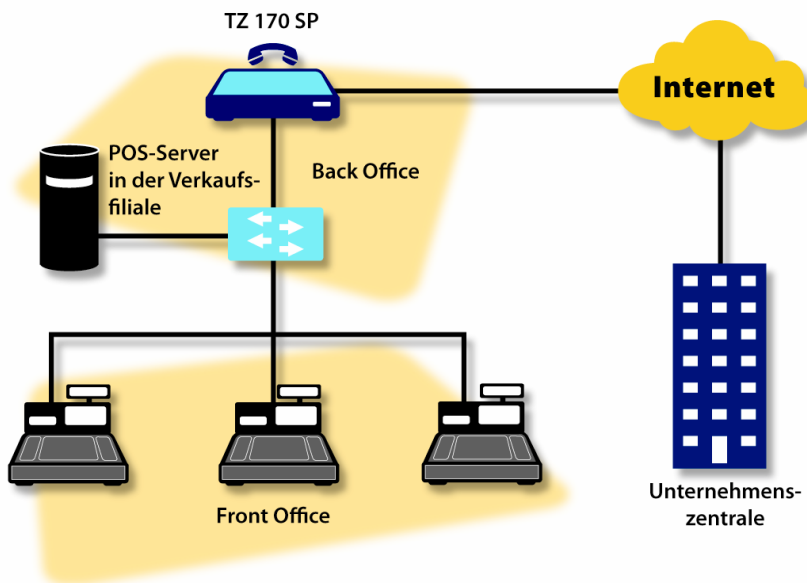 TZ 170 SP
Internet
POS-Server
in der Verkaufs-
filiale
Back Office
Front Office
Unternehmens-
zentrale